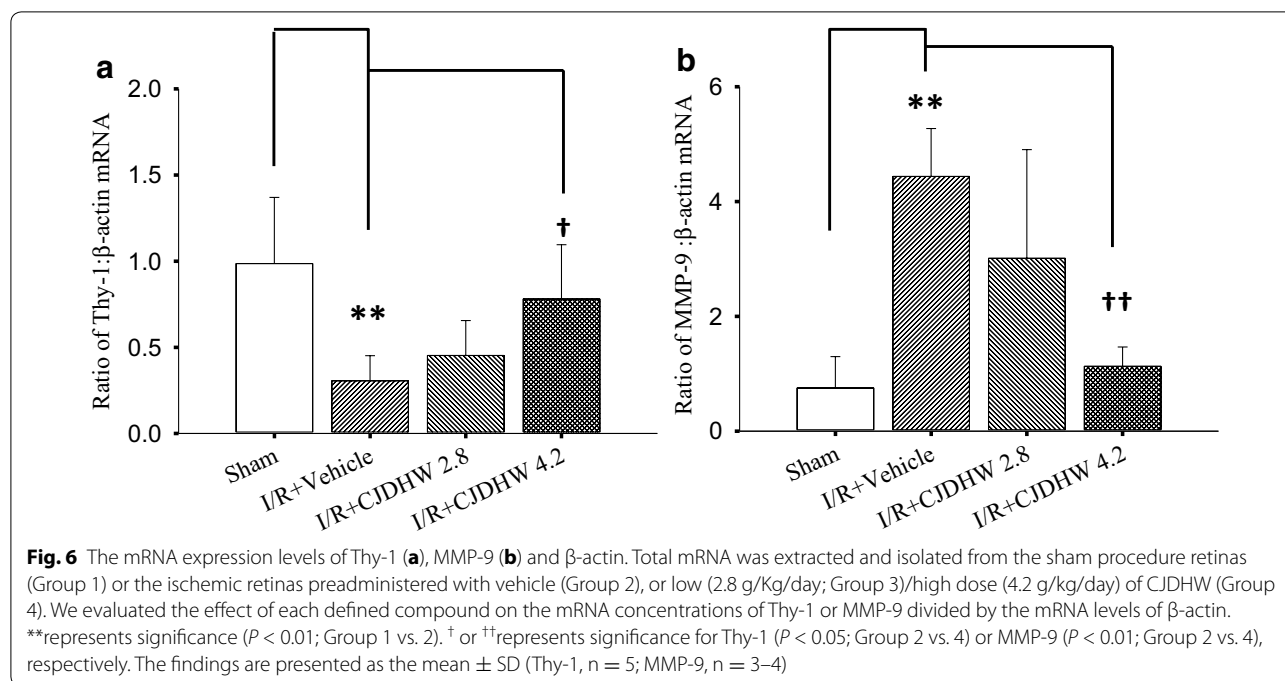 a
2.0
1.5
1.0
0.5
0.0
Ratio of Thy-1:β-actin mRNA
**
†
Sham
I/R+Vehicle
I/R+CJDHW 2.8
I/R+CJDHW 4.2
b
6
4
2
0
Ratio of MMP-9 :β-actin mRNA
**
††
Sham
I/R+Vehicle
I/R+CJDHW 2.8
I/R+CJDHW 4.2
Fig. 6 The mRNA expression levels of Thy-1 (a), MMP-9 (b) and β-actin. Total mRNA was extracted and isolated from the sham procedure retinas
(Group 1) or the ischemic retinas preadministered with vehicle (Group 2), or low (2.8 g/Kg/day; Group 3)/high dose (4.2 g/kg/day) of CJDHW (Group
4). We evaluated the effect of each defined compound on the mRNA concentrations of Thy-1 or MMP-9 divided by the mRNA levels of β-actin.
**represents significance (P < 0.01; Group 1 vs. 2). † or ††represents significance for Thy-1 (P < 0.05; Group 2 vs. 4) or MMP-9 (P < 0.01; Group 2 vs. 4),
respectively. The findings are presented as the mean ± SD (Thy-1, n = 5; MMP-9, n = 3–4)